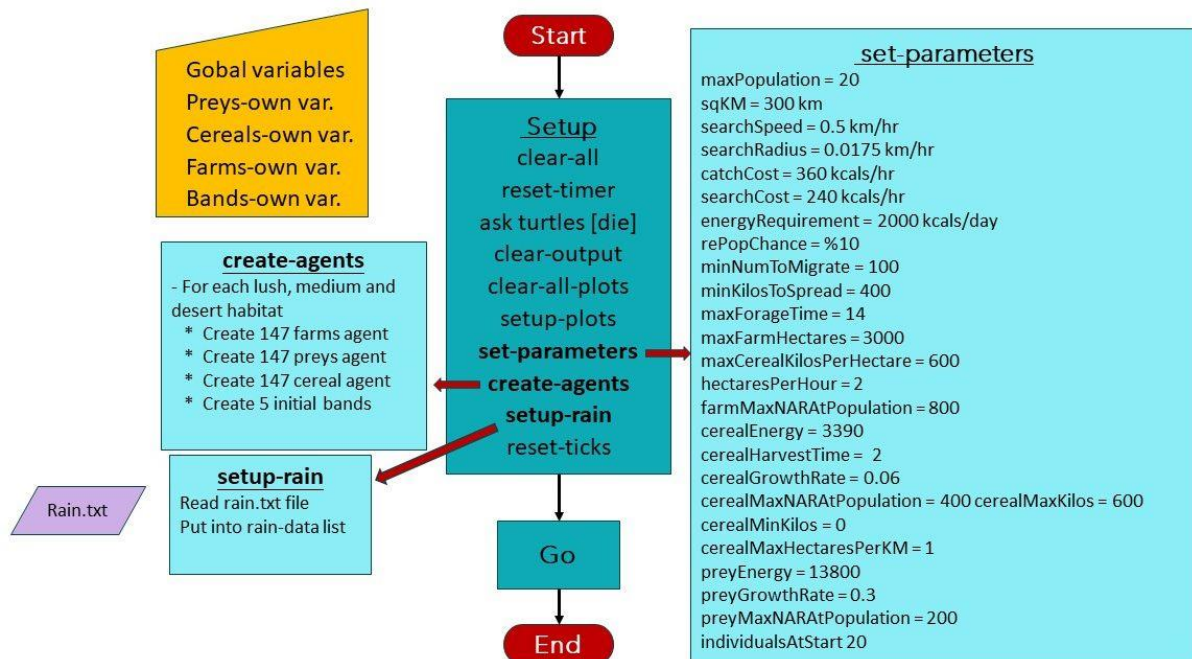 Gobal variables
Preys-own var.
Cereals-own var.
Farms-own var.
Bands-own var.
Start
Setup
clear-all
reset-timer
ask turtles [die]
clear-output
clear-all-plots
setup-plots
set-parameters
create-agents
setup-rain
reset-ticks
create-agents
- For each lush, medium and
desert habitat
* Create 147 farms agent
* Create 147 preys agent
* Create 147 cereal agent
* Create 5 initial bands
setup-rain
Read rain.txt file
Put into rain-data list
Rain.txt
Go
End
set-parameters
maxPopulation = 20
sqKM = 300 km
searchSpeed = 0.5 km/hr
searchRadius = 0.0175 km/hr
catchCost = 360 kcals/hr
searchCost = 240 kcals/hr
energyRequirement = 2000 kcals/day
rePopChance = %10
minNumToMigrate = 100
minKilosToSpread = 400
maxForageTime = 14
maxFarmHectares = 3000
maxCerealKilosPerHectare = 600
hectaresPerHour = 2
farmMaxNARAtPopulation = 800
cerealEnergy = 3390
cerealHarvestTime = 2
cerealGrowthRate = 0.06
cerealMaxNARAtPopulation = 400 cerealMaxKilos = 600
cerealMinKilos = 0
cerealMaxHectaresPerKM = 1
preyEnergy = 13800
preyGrowthRate = 0.3
preyMaxNARAtPopulation = 200
individualsAtStart 20